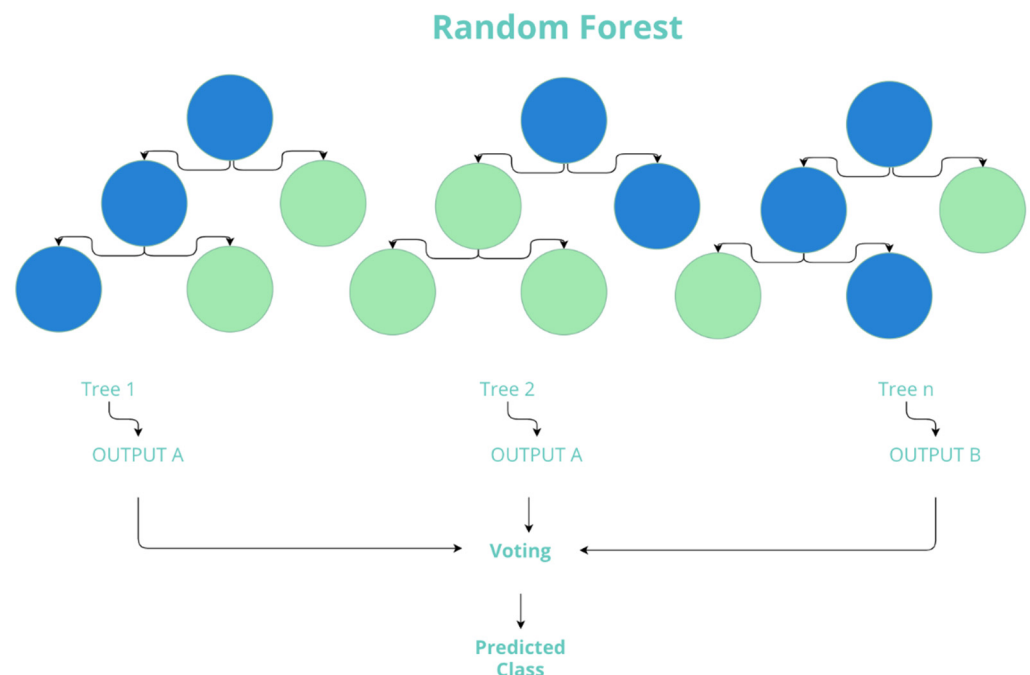 Random Forest
Tree 1
Tree 2
Tree n
OUTPUT A
OUTPUT A
OUTPUT B
Voting
Predicted
Class